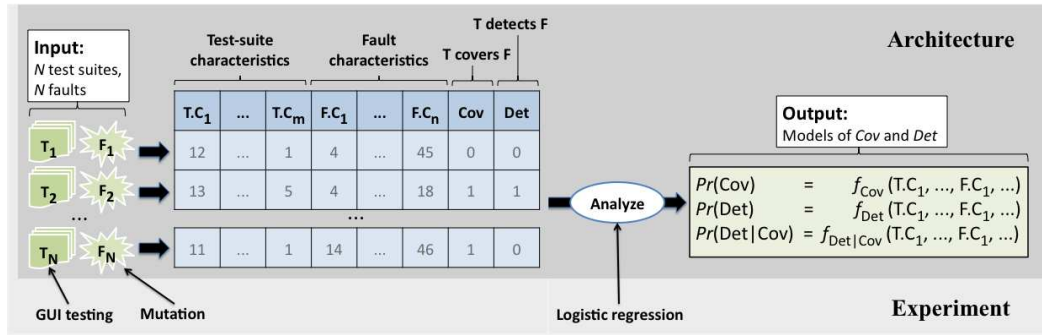 T detects F
Architecture
Input:
N test suites,
N faults
Test-suite
characteristics
Fault
characteristics
T covers F
T.C1 ... T.Cm F.C1 ... F.Cn Cov Det
T1 F1 12 ... 1 4 ... 45 0 0
T2 F2 13 ... 5 4 ... 18 1 1
... ...
TN FN 11 ... 1 14 ... 46 1 0
Analyze
Output:
Models of Cov and Det
Pr(Cov) = fCov (T.C1, ..., F.C1, ...)
Pr(Det) = fDet (T.C1, ..., F.C1, ...)
Pr(Det|Cov) = fDet|Cov (T.C1, ..., F.C1, ...)
GUI testing Mutation Logistic regression
Experiment